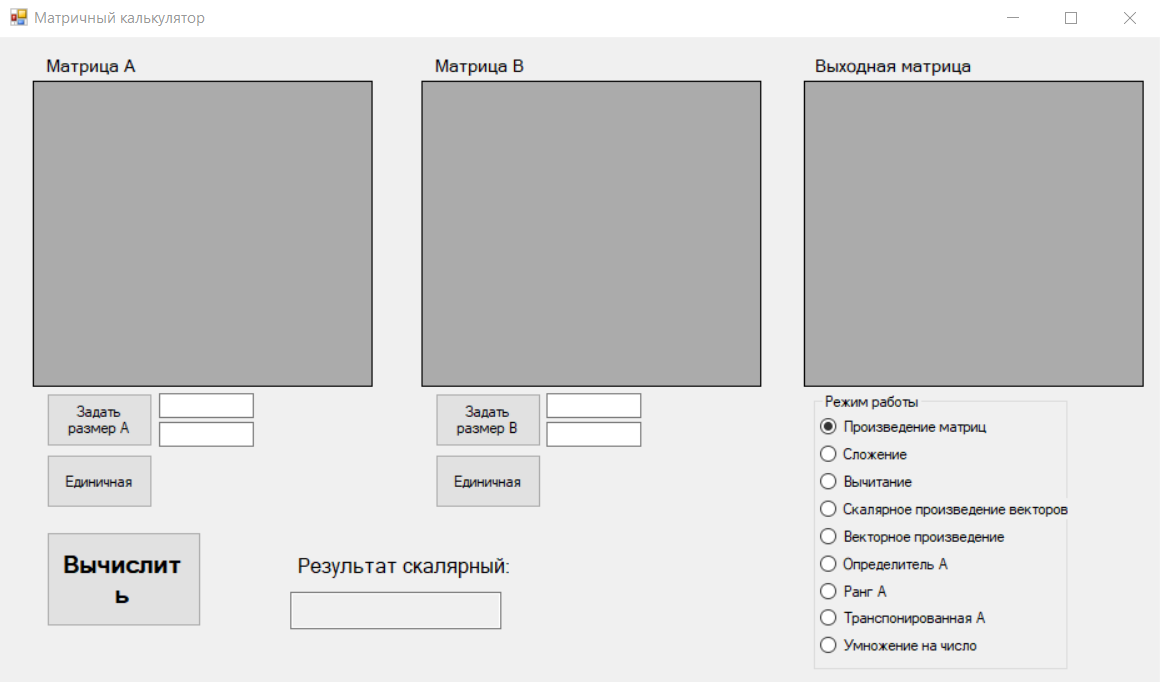 Матричный калькулятор
Матрица А
Матрица В
Выходная матрица
Задать
размер А
Единичная
Задать
размер В
Единичная
Режим работы
Произведение матриц
Сложение
Вычитание
Скалярное произведение векторов
Векторное произведение
Определитель А
Ранг А
Транспонированная А
Умножение на число
Вычислит
ь
Результат скалярный: